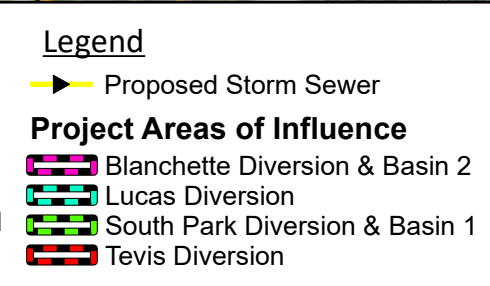 Legend
Proposed Storm Sewer
Project Areas of Influence
Blanchette Diversion & Basin 2
Lucas Diversion
South Park Diversion & Basin 1
Tevis Diversion